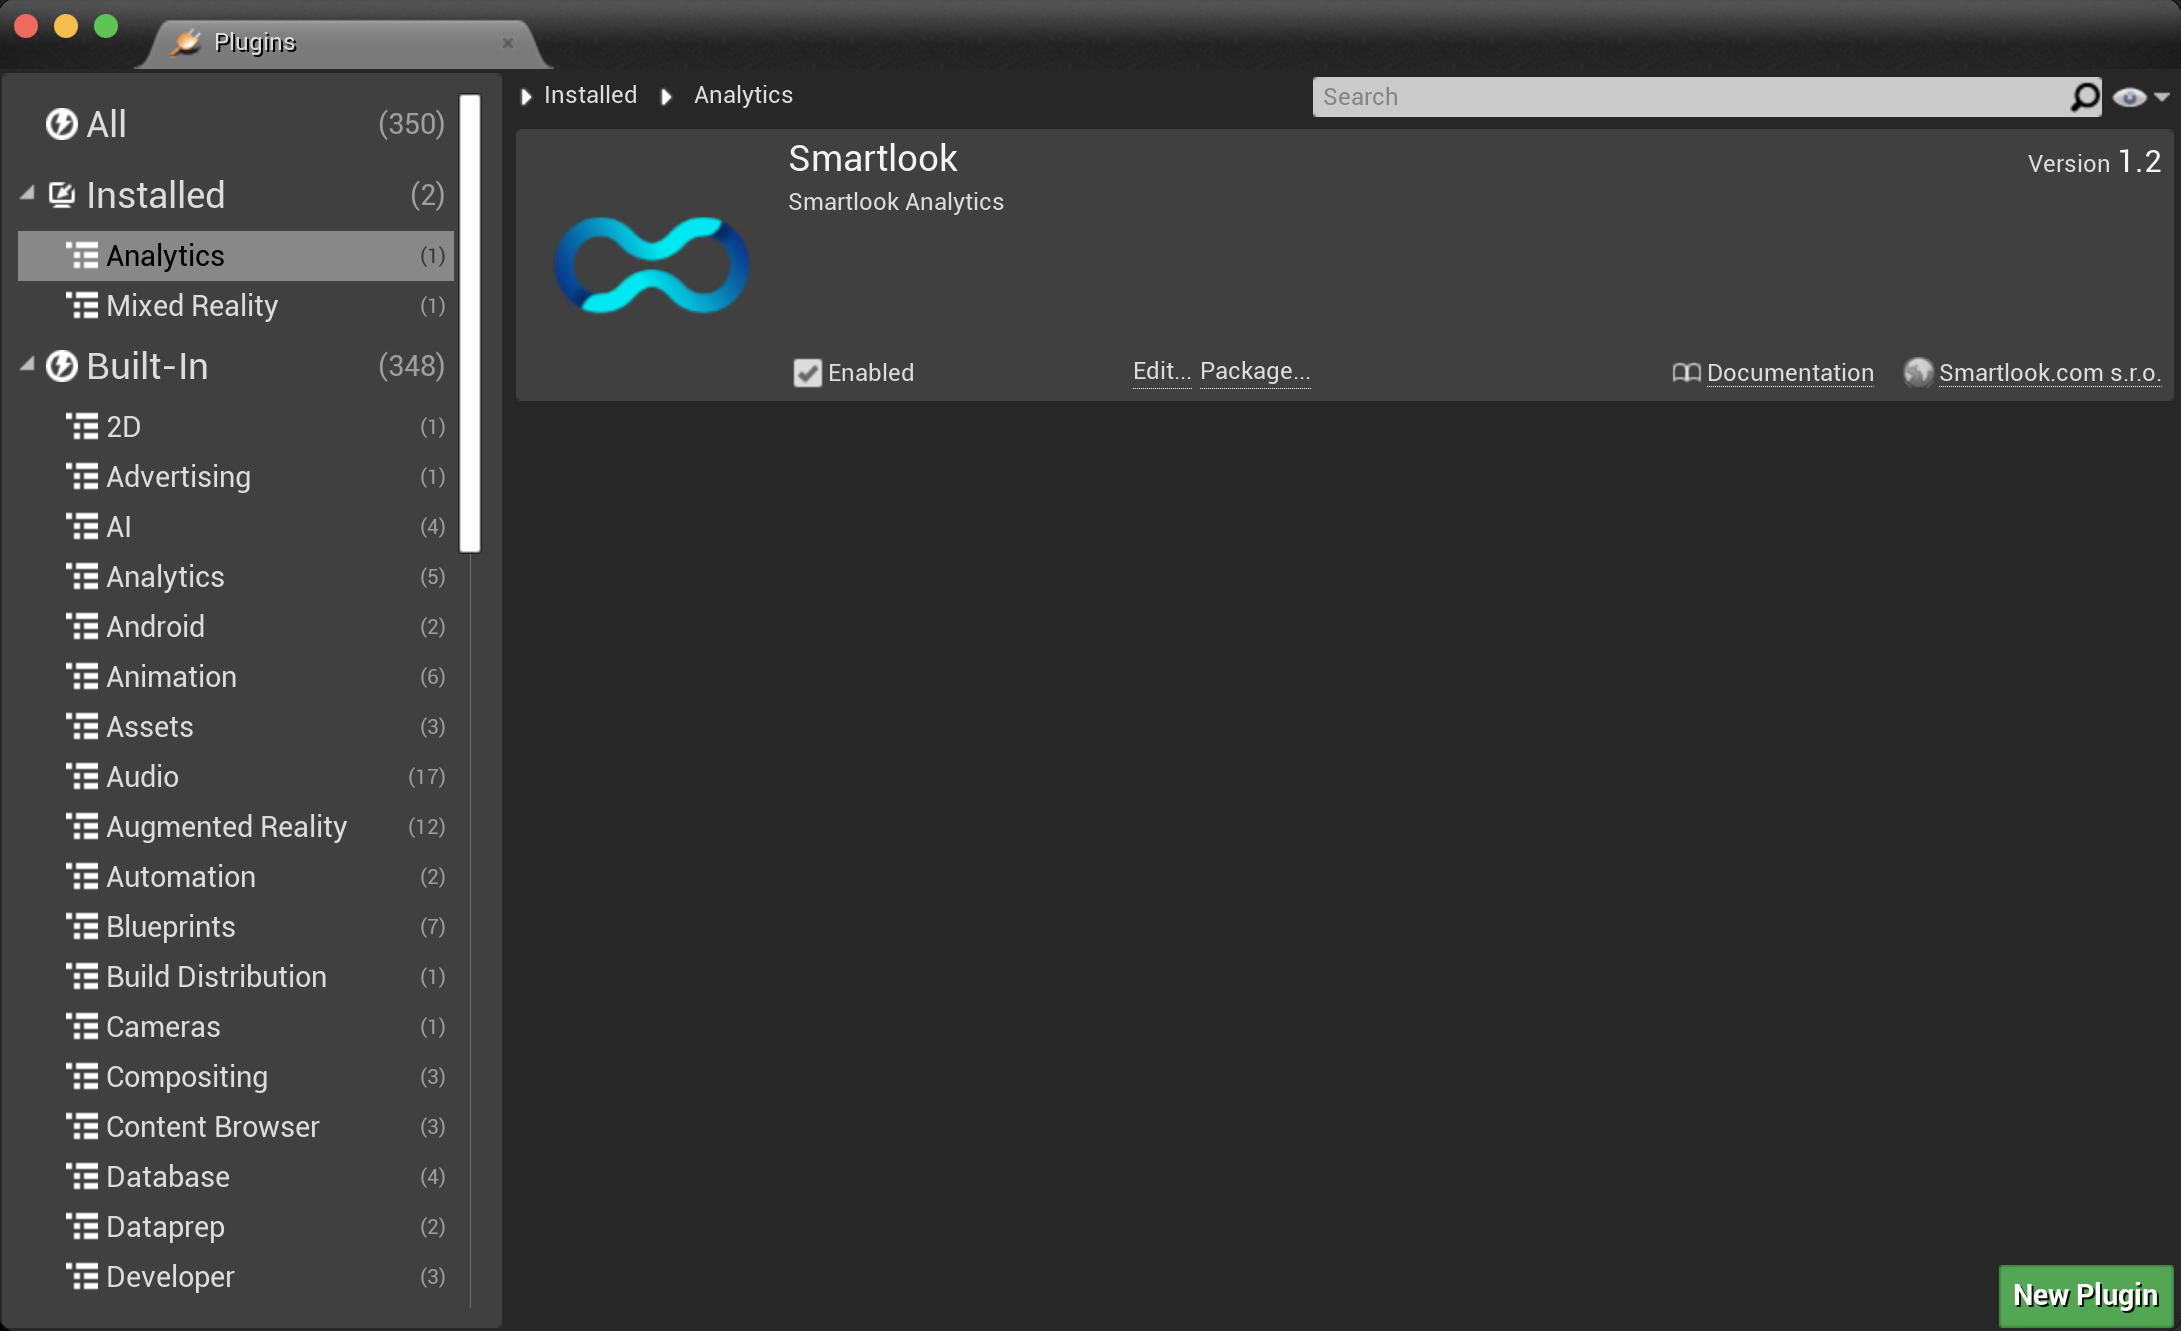 Plugins
All (350)
Installed (2)
Analytics (1)
Mixed Reality (1)
Built-In (348)
2D (1)
Advertising (1)
AI (4)
Analytics (5)
Android (2)
Animation (6)
Assets (3)
Audio (17)
Augmented Reality (12)
Automation (2)
Blueprints (7)
Build Distribution (1)
Cameras (1)
Compositing (3)
Content Browser (3)
Database (4)
Dataprep (2)
Developer (3)
Installed Analytics
Search
Smartlook
Version 1.2
Smartlook Analytics
Enabled Edit... Package... Documentation Smartlook.com s.r.o.
New Plugin